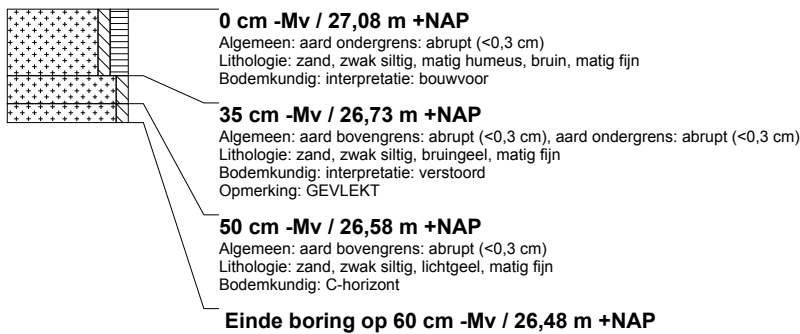 0 cm -Mv / 27,08 m +NAP
Algemeen: aard ondergrens: abrupt (<0,3 cm)
Lithologie: zand, zwak siltig, matig humeus, bruin, matig fijn
Bodemkundig: interpretatie: bouwvoor
35 cm -Mv / 26,73 m +NAP
Algemeen: aard bovengrens: abrupt (<0,3 cm), aard ondergrens: abrupt (<0,3 cm)
Lithologie: zand, zwak siltig, bruingeel, matig fijn
Bodemkundig: interpretatie: verstoord
Opmerking: GEVLEKT
50 cm -Mv / 26,58 m +NAP
Algemeen: aard bovengrens: abrupt (<0,3 cm)
Lithologie: zand, zwak siltig, lichtgeel, matig fijn
Bodemkundig: C-horizont
Einde boring op 60 cm -Mv / 26,48 m +NAP